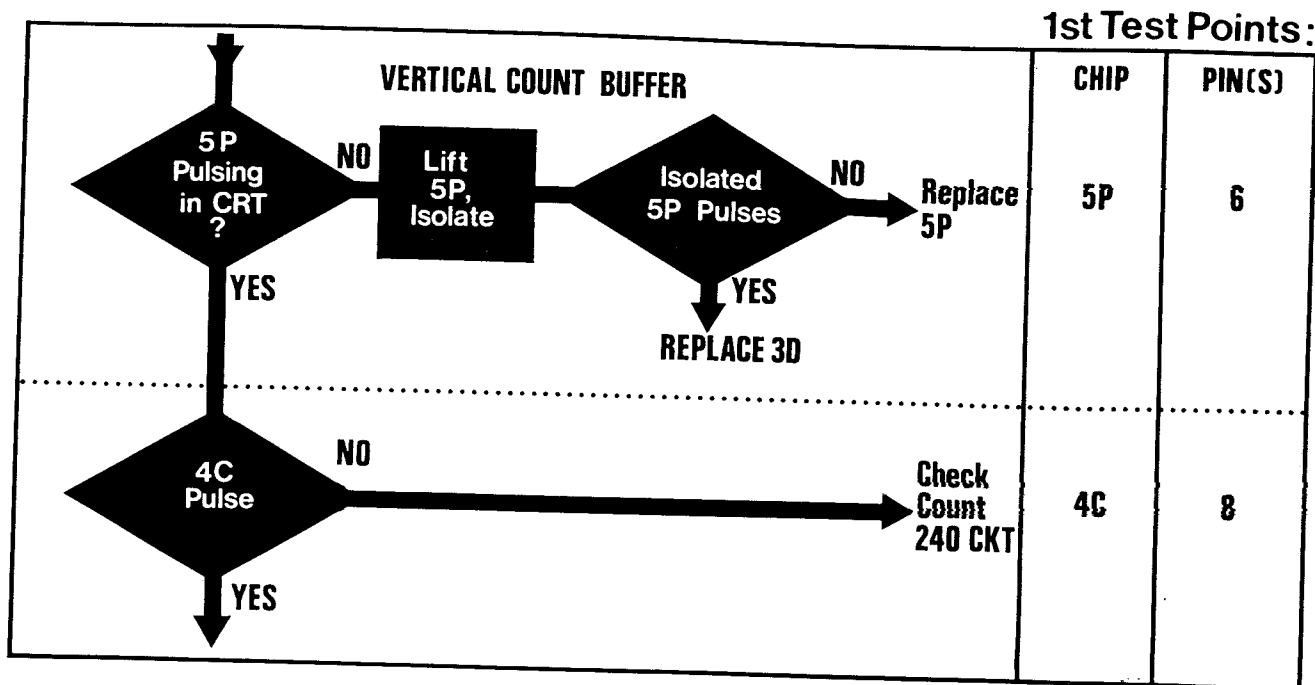 1st Test Points:
CHIP PIN(S)
VERTICAL COUNT BUFFER
5P
Pulsing
in CRT
?
NO
Lift
5P,
Isolate
Isolated
5P Pulses
NO
Replace
5P
5P
6
YES
YES
REPLACE 3D
4C
Pulse
NO
Check
Count
240 CKT
4C
8
YES